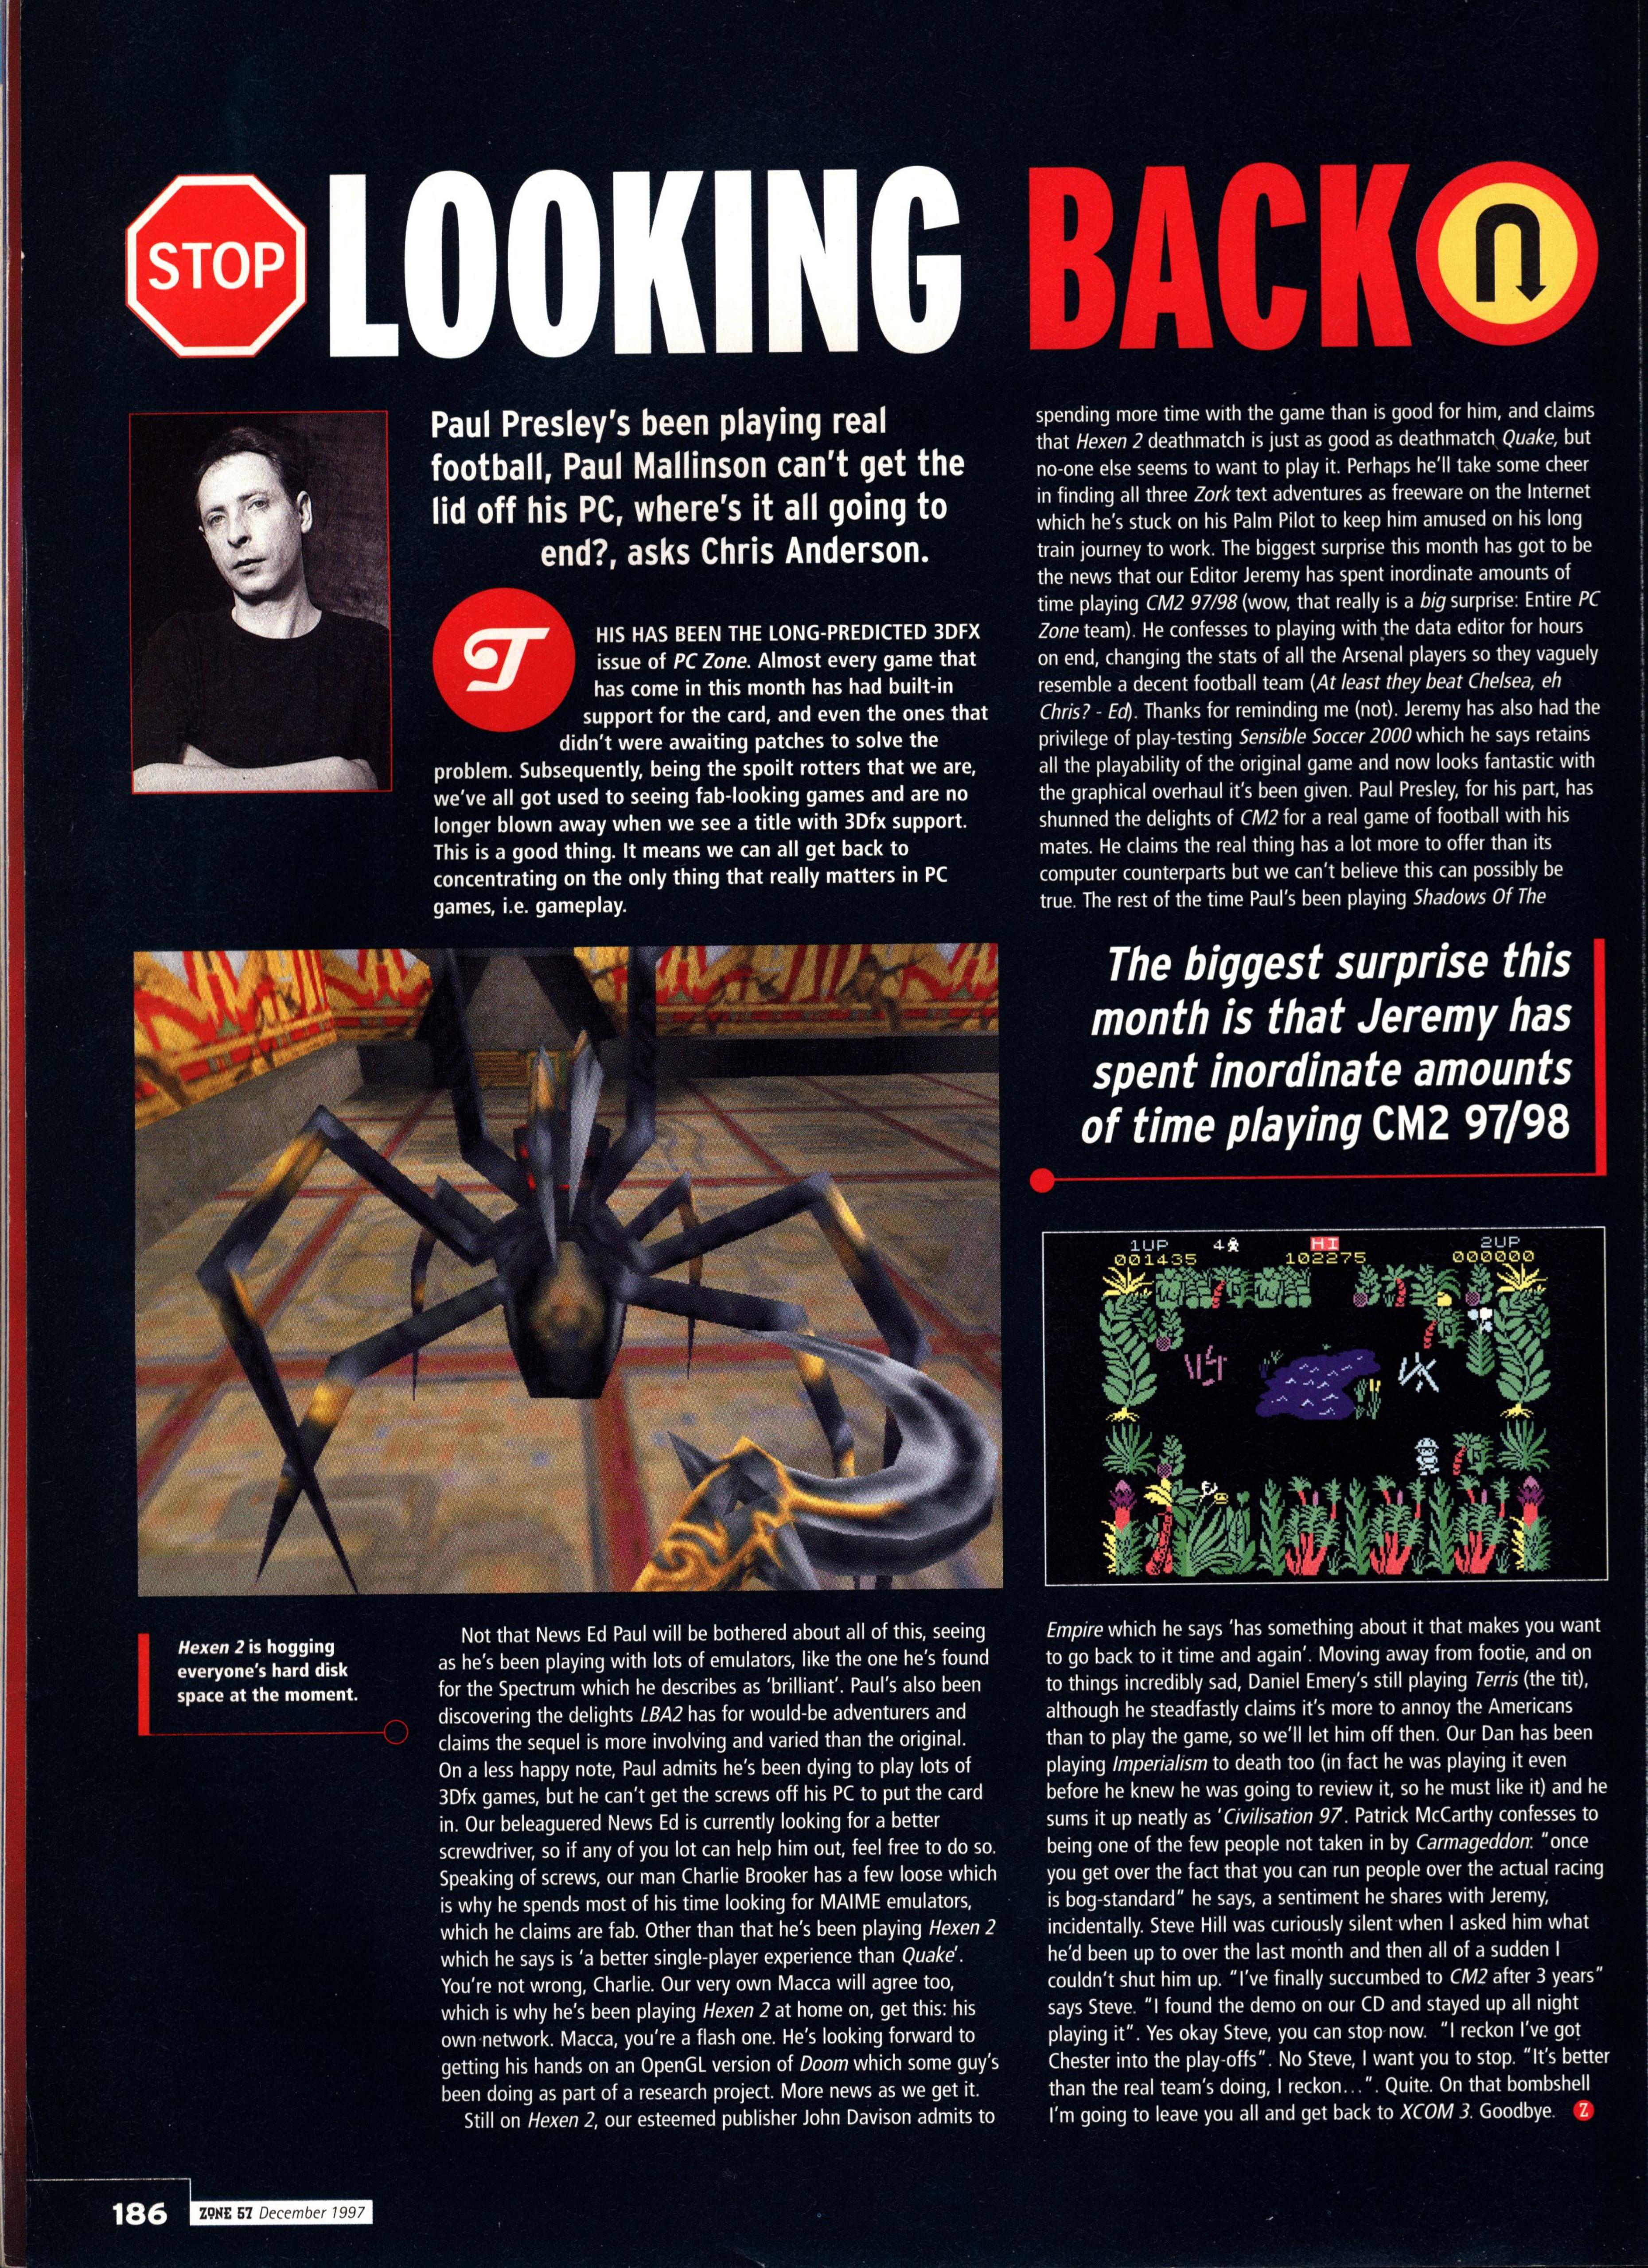 STOP
LOOKING BACK
Paul Presley's been playing real
football, Paul Mallinson can't get the
lid off his PC, where's it all going to
end?, asks Chris Anderson.
THIS HAS BEEN THE LONG-PREDICTED 3DFX
issue of PC Zone. Almost every game that
has come in this month has had built-in
support for the card, and even the ones that
didn't were awaiting patches to solve the
problem. Subsequently, being the spoilt rotters that we are,
we've all got used to seeing fab-looking games and are no
longer blown away when we see a title with 3Dfx support.
This is a good thing. It means we can all get back to
concentrating on the only thing that really matters in PC
games, i.e. gameplay.
Hexen 2 is hogging
everyone's hard disk
space at the moment.
Not that News Ed Paul will be bothered about all of this, seeing
as he's been playing with lots of emulators, like the one he's found
for the Spectrum which he describes as 'brilliant'. Paul's also been
discovering the delights LBA2 has for would-be adventurers and
claims the sequel is more involving and varied than the original.
On a less happy note, Paul admits he's been dying to play lots of
3Dfx games, but he can't get the screws off his PC to put the card
in. Our beleaguered News Ed is currently looking for a better
screwdriver, so if any of you lot can help him out, feel free to do so.
Speaking of screws, our man Charlie Brooker has a few loose which
is why he spends most of his time looking for MAIME emulators,
which he claims are fab. Other than that he's been playing Hexen 2
which he says is 'a better single-player experience than Quake'.
You're not wrong, Charlie. Our very own Macca will agree too,
which is why he's been playing Hexen 2 at home on, get this: his
own network. Macca, you're a flash one. He's looking forward to
getting his hands on an OpenGL version of Doom which some guy's
been doing as part of a research project. More news as we get it.
Still on Hexen 2, our esteemed publisher John Davison admits to
spending more time with the game than is good for him, and claims
that Hexen 2 deathmatch is just as good as deathmatch Quake, but
no-one else seems to want to play it. Perhaps he'll take some cheer
in finding all three Zork text adventures as freeware on the Internet
which he's stuck on his Palm Pilot to keep him amused on his long
train journey to work. The biggest surprise this month has got to be
the news that our Editor Jeremy has spent inordinate amounts of
time playing CM2 97/98 (wow, that really is a big surprise: Entire PC
Zone team). He confesses to playing with the data editor for hours
on end, changing the stats of all the Arsenal players so they vaguely
resemble a decent football team (At least they beat Chelsea, eh
Chris? - Ed). Thanks for reminding me (not). Jeremy has also had the
privilege of play-testing Sensible Soccer 2000 which he says retains
all the playability of the original game and now looks fantastic with
the graphical overhaul it's been given. Paul Presley, for his part, has
shunned the delights of CM2 for a real game of football with his
mates. He claims the real thing has a lot more to offer than its
computer counterparts but we can't believe this can possibly be
true. The rest of the time Paul's been playing Shadows Of The
The biggest surprise this
month is that Jeremy has
spent inordinate amounts
of time playing CM2 97/98
1UP 4 HI 2UP
001435 102275 000000
Empire which he says 'has something about it that makes you want
to go back to it time and again'. Moving away from footie, and on
to things incredibly sad, Daniel Emery's still playing Terris (the tit),
although he steadfastly claims it's more to annoy the Americans
than to play the game, so we'll let him off then. Our Dan has been
playing Imperialism to death too (in fact he was playing it even
before he knew he was going to review it, so he must like it) and he
sums it up neatly as 'Civilisation 97'. Patrick McCarthy confesses to
being one of the few people not taken in by Carmageddon: "once
you get over the fact that you can run people over the actual racing
is bog-standard" he says, a sentiment he shares with Jeremy,
incidentally. Steve Hill was curiously silent when I asked him what
he'd been up to over the last month and then all of a sudden I
couldn't shut him up. "I've finally succumbed to CM2 after 3 years"
says Steve. "I found the demo on our CD and stayed up all night
playing it". Yes okay Steve, you can stop now. "I reckon I've got
Chester into the play-offs". No Steve, I want you to stop. "It's better
than the real team's doing, I reckon...". Quite. On that bombshell
I'm going to leave you all and get back to XCOM 3. Goodbye. Z
186 ZONE 57 December 1997